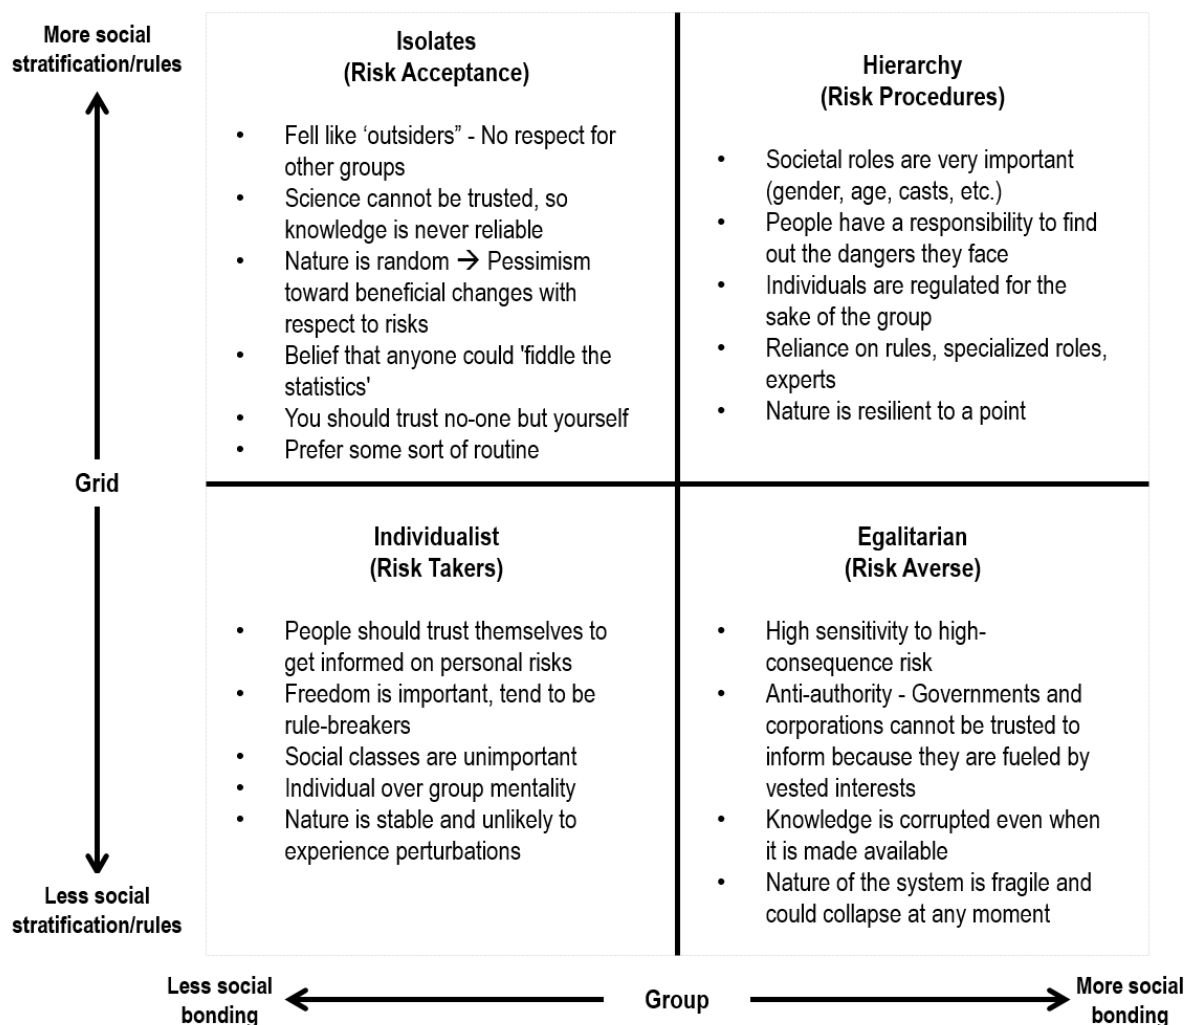 More social
stratification/rules
Grid
Less social
stratification/rules
Isolates
(Risk Acceptance)
• Fell like ‘outsiders” - No respect for
other groups
• Science cannot be trusted, so
knowledge is never reliable
• Nature is random → Pessimism
toward beneficial changes with
respect to risks
• Belief that anyone could 'fiddle the
statistics'
• You should trust no-one but yourself
• Prefer some sort of routine
Hierarchy
(Risk Procedures)
• Societal roles are very important
(gender, age, casts, etc.)
• People have a responsibility to find
out the dangers they face
• Individuals are regulated for the
sake of the group
• Reliance on rules, specialized roles,
experts
• Nature is resilient to a point
Individualist
(Risk Takers)
• People should trust themselves to
get informed on personal risks
• Freedom is important, tend to be
rule-breakers
• Social classes are unimportant
• Individual over group mentality
• Nature is stable and unlikely to
experience perturbations
Egalitarian
(Risk Averse)
• High sensitivity to high-
consequence risk
• Anti-authority - Governments and
corporations cannot be trusted to
inform because they are fueled by
vested interests
• Knowledge is corrupted even when
it is made available
• Nature of the system is fragile and
could collapse at any moment
Less social
bonding
Group
More social
bonding